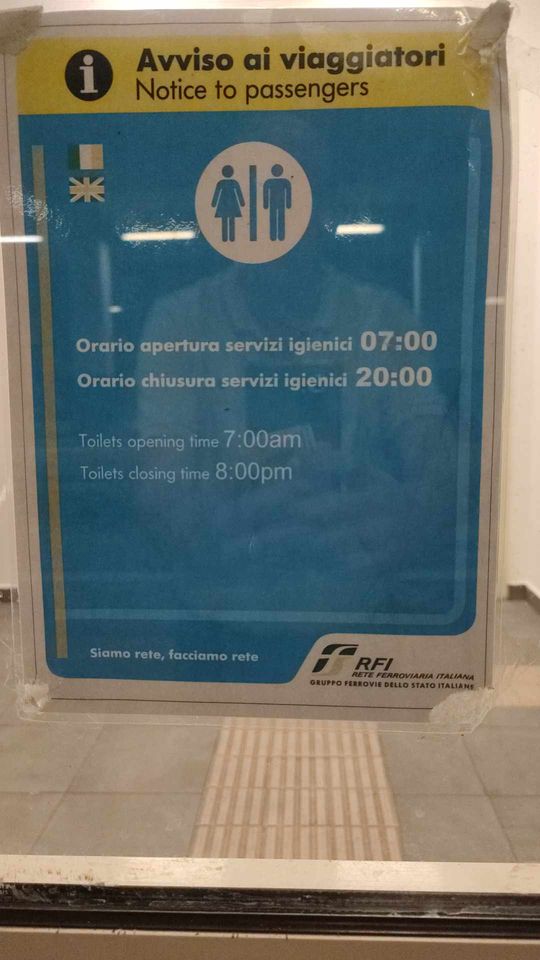 i
Avviso ai viaggiatori
Notice to passengers
Orario apertura servizi igienici 07:00
Orario chiusura servizi igienici 20:00
Toilets opening time 7:00am
Toilets closing time 8:00pm
Siamo rete, facciamo rete
RFI
RETE FERROVIARIA ITALIANA
GRUPPO FERROVIE DELLO STATO ITALIANE